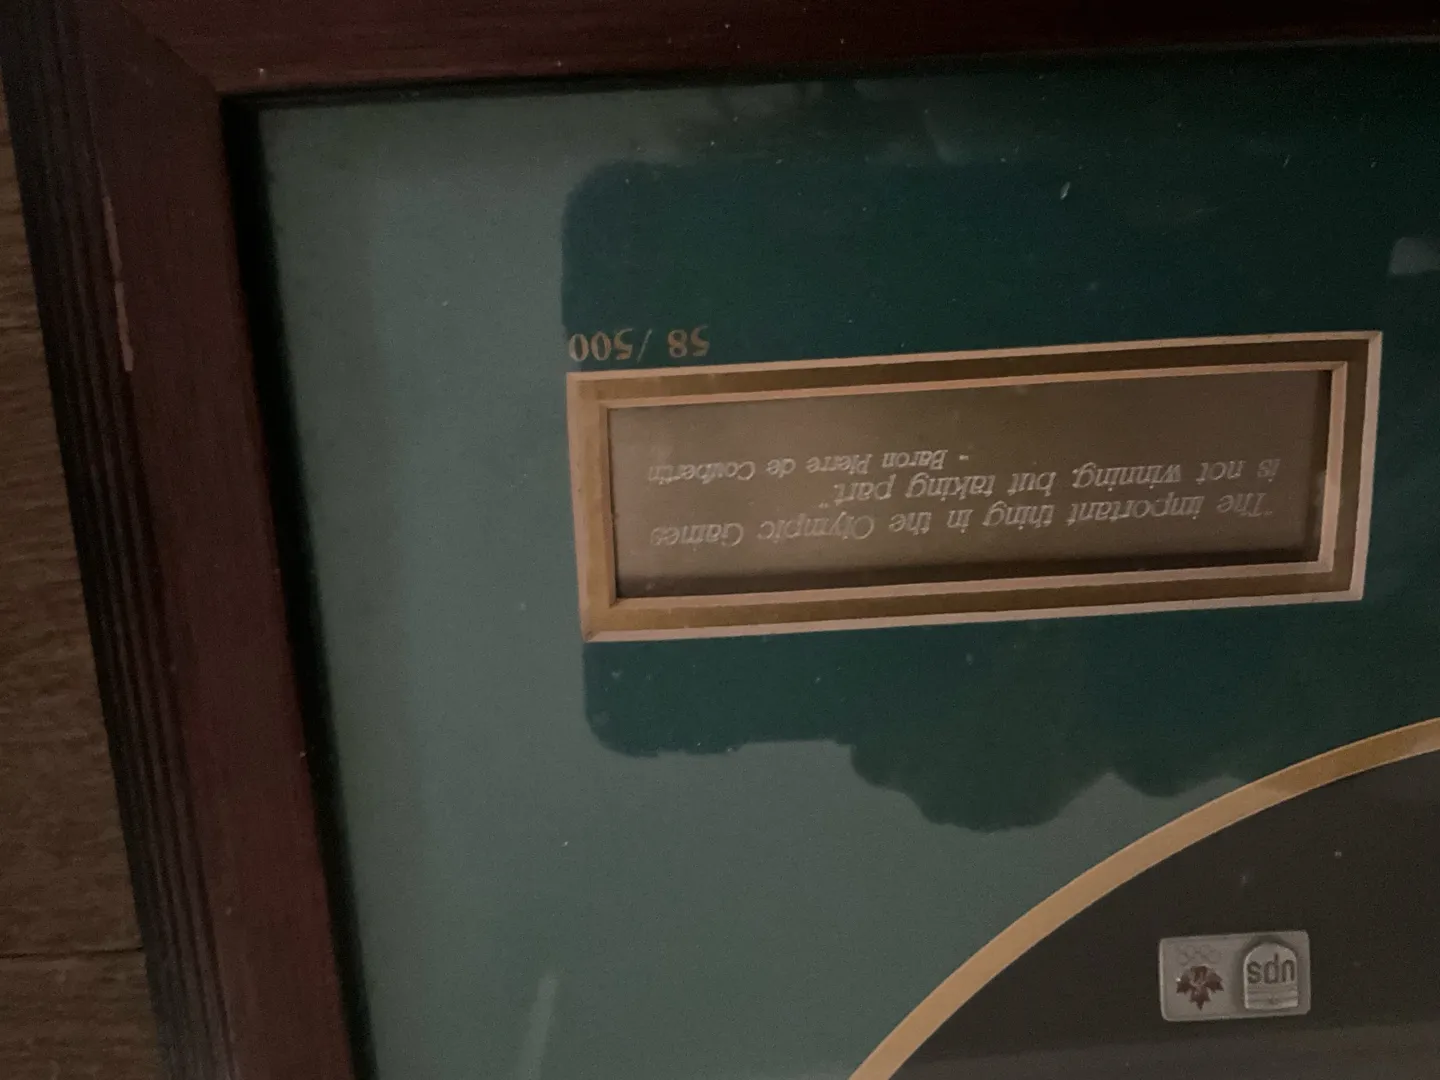 "The important thing in the Olympic Games
is not winning, but taking part."
- Baron Pierre de Coubertin
58 /500
ups